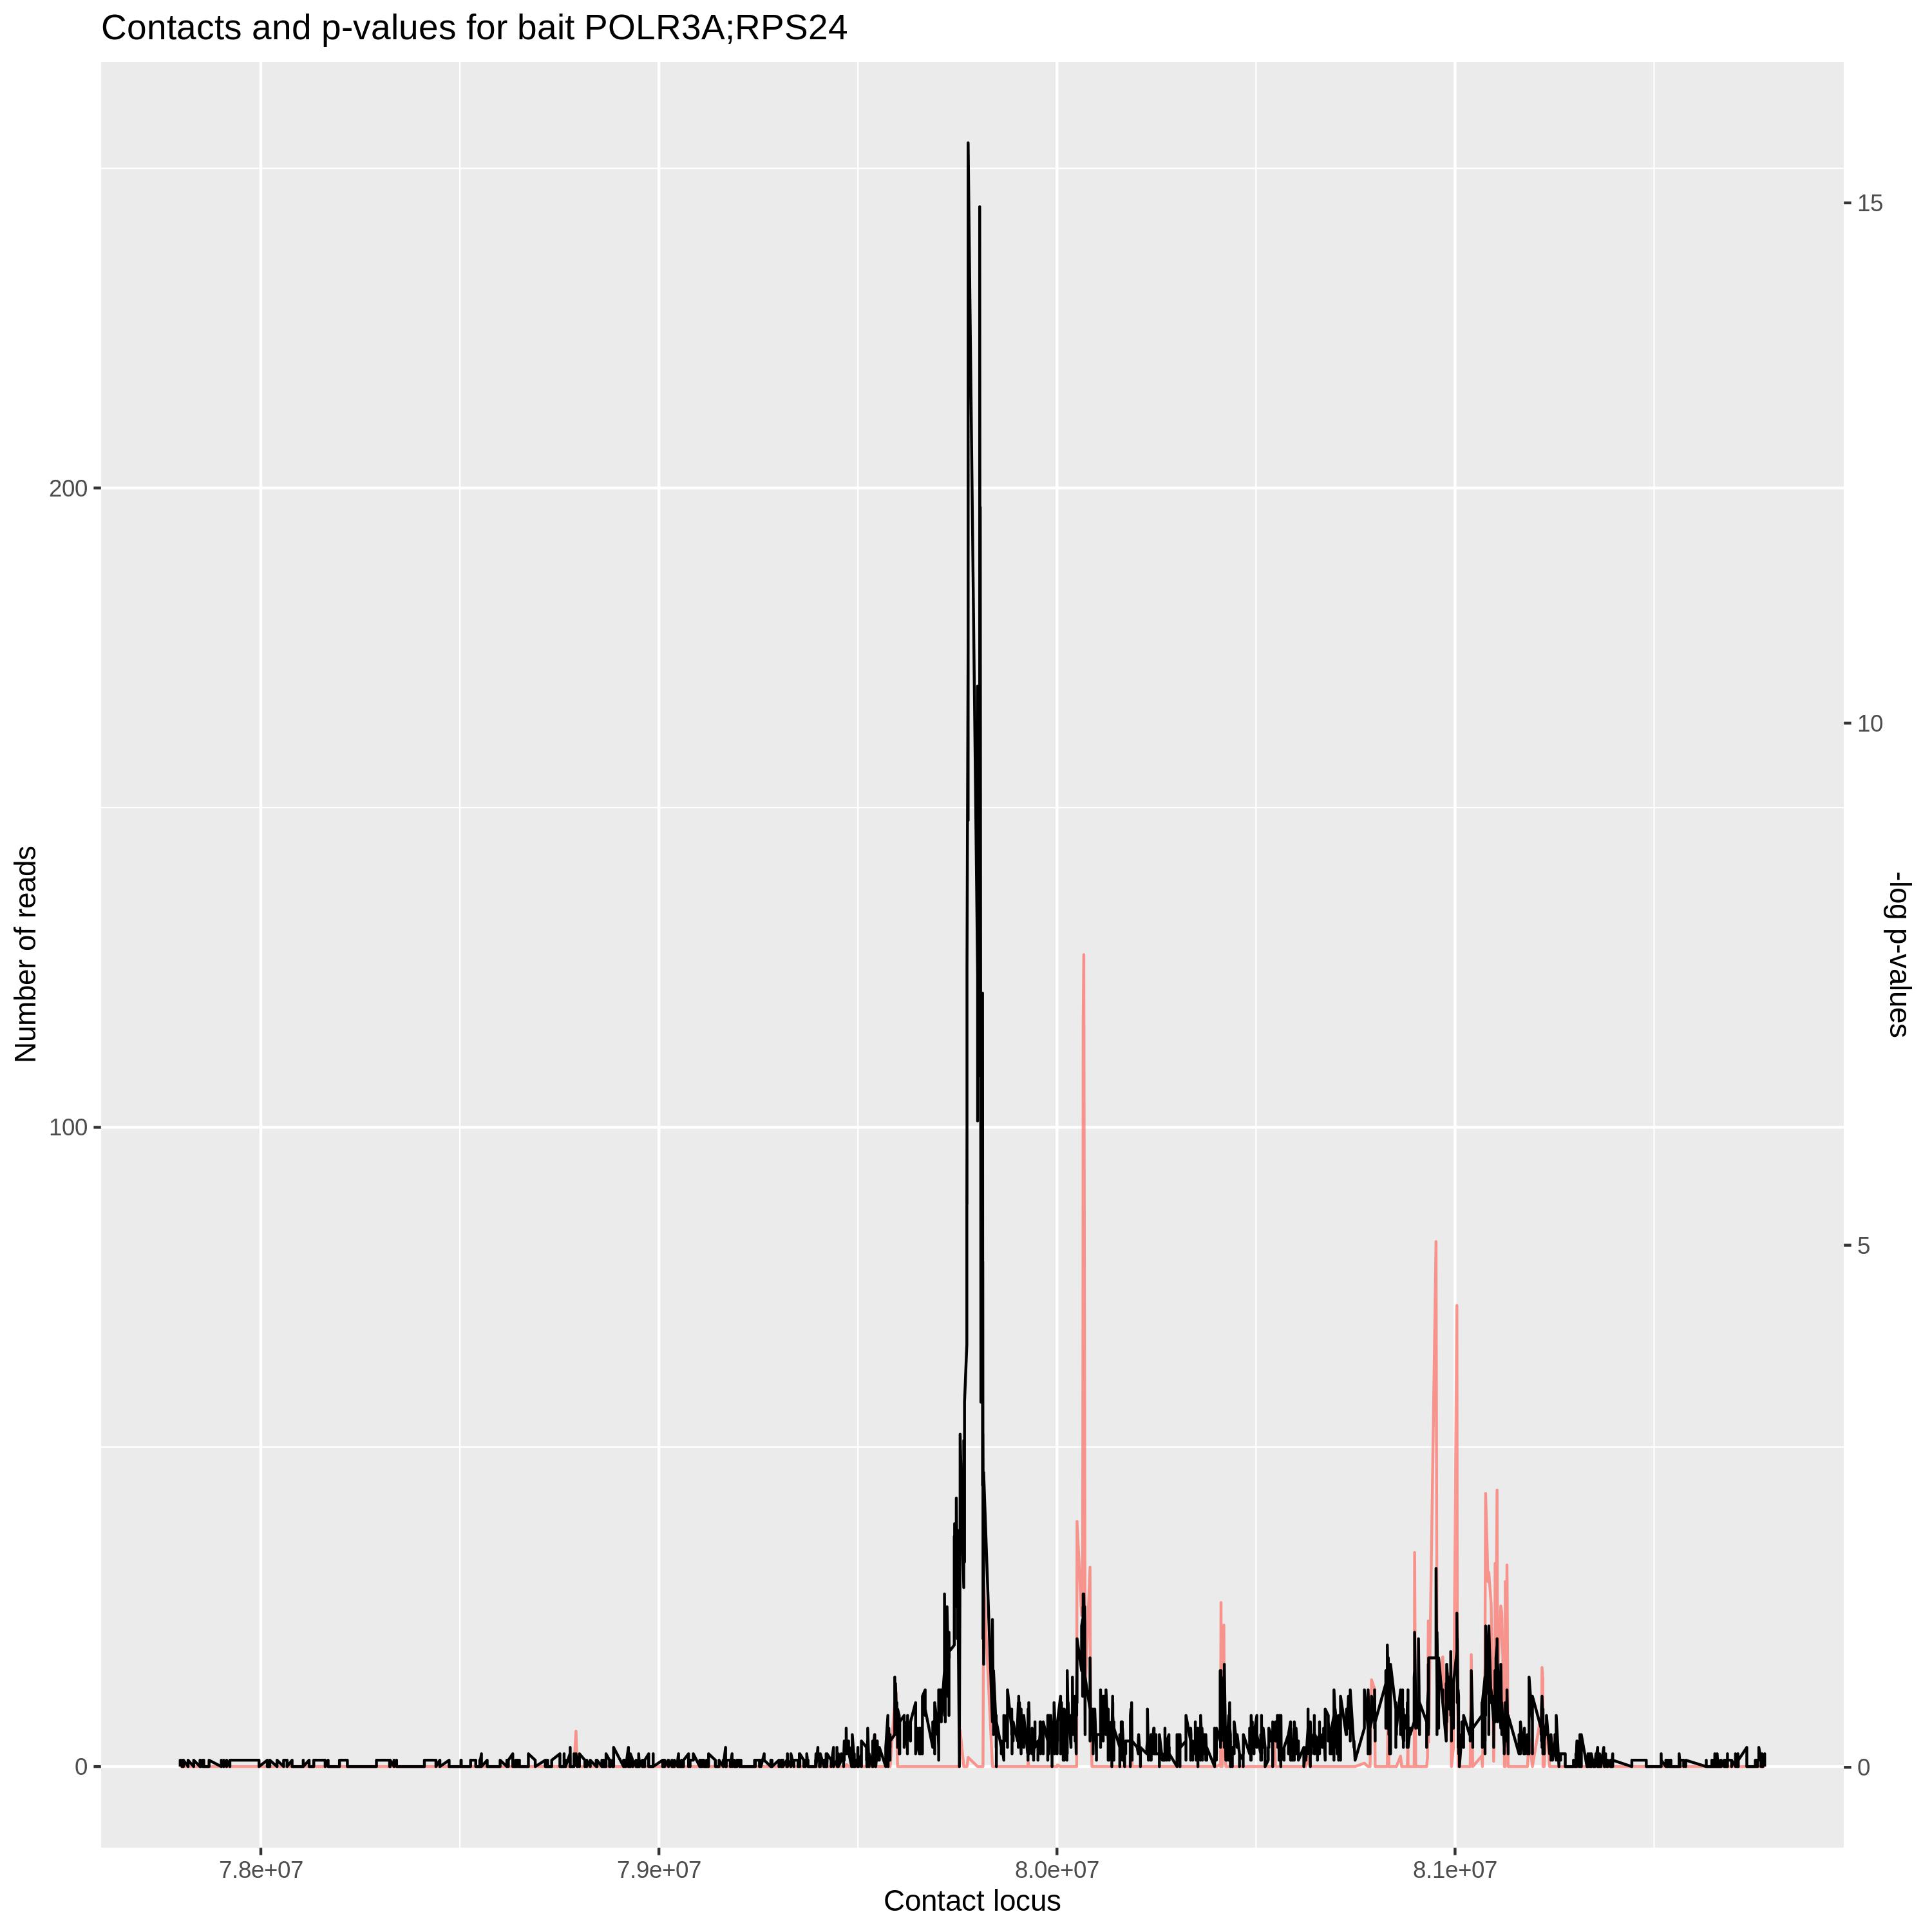 Contacts and p-values for bait POLR3A;RPS24
Number of reads
200
100
0
15
10
5
0
-log p-values
7.8e+07
7.9e+07
8.0e+07
8.1e+07
Contact locus